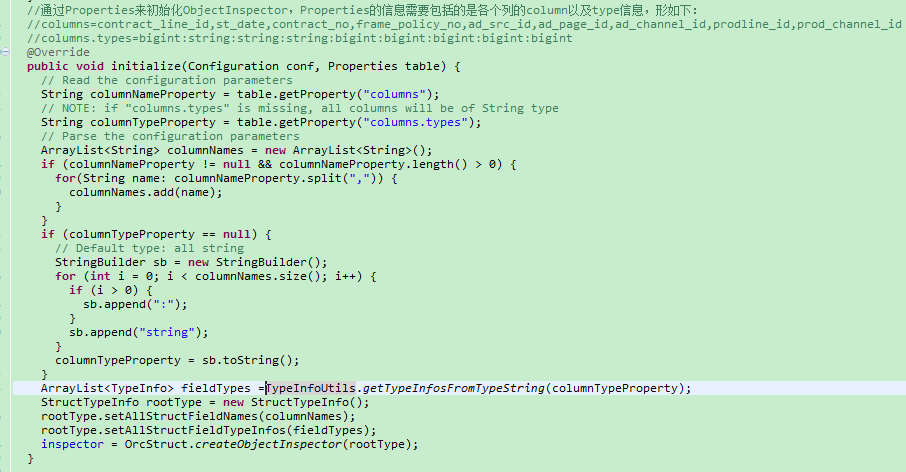 //通过Properties来初始化ObjectInspector，Properties的信息需要包括的是各个列的column以及type信息，形如下：
//columns=contract_line_id,st_date,contract_no,frame_policy_no,ad_src_id,ad_page_id,ad_channel_id,prodline_id,prod_channel_id
//columns.types=bigint:string:string:string:bigint:bigint:bigint:bigint:bigint
@Override
public void initialize(Configuration conf, Properties table) {
// Read the configuration parameters
String columnNameProperty = table.getProperty("columns");
// NOTE: if "columns.types" is missing, all columns will be of String type
String columnTypeProperty = table.getProperty("columns.types");
// Parse the configuration parameters
ArrayList<String> columnNames = new ArrayList<String>();
if (columnNameProperty != null && columnNameProperty.length() > 0) {
for(String name: columnNameProperty.split(",")) {
columnNames.add(name);
}
}
if (columnTypeProperty == null) {
// Default type: all string
StringBuilder sb = new StringBuilder();
for (int i = 0; i < columnNames.size(); i++) {
if (i > 0) {
sb.append(":");
}
sb.append("string");
}
columnTypeProperty = sb.toString();
}
ArrayList<TypeInfo> fieldTypes =TypeInfoUtils.getTypeInfosFromTypeString(columnTypeProperty);
StructTypeInfo rootType = new StructTypeInfo();
rootType.setAllStructFieldNames(columnNames);
rootType.setAllStructFieldTypeInfos(fieldTypes);
inspector = OrcStruct.createObjectInspector(rootType);
}